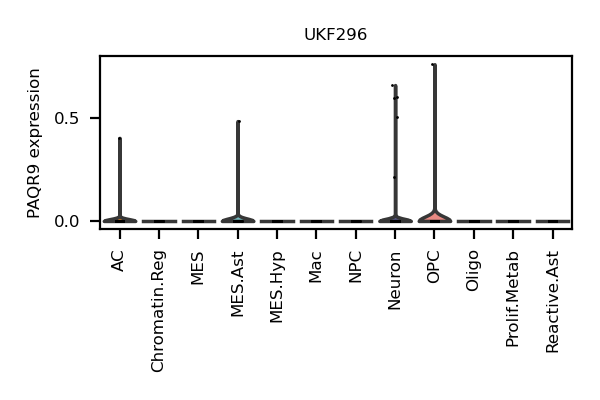 UKF296
PAQR9 expression
0.5
0.0
AC
Chromatin.Reg
MES
MES.Ast
MES.Hyp
Mac
NPC
Neuron
OPC
Oligo
Prolif.Metab
Reactive.Ast